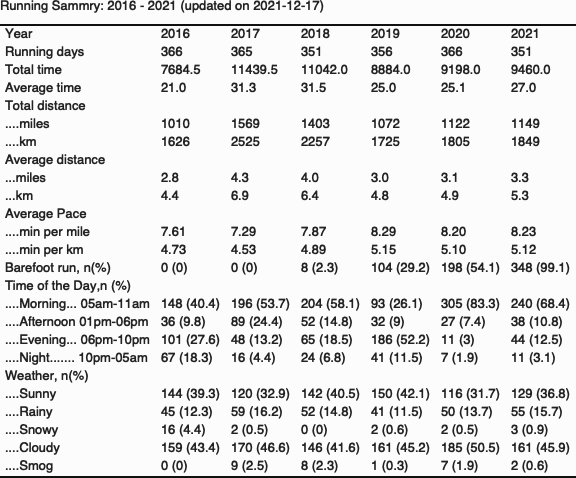 Running Sammry: 2016 - 2021 (updated on 2021-12-17)
Year 2016 2017 2018 2019 2020 2021
Running days 366 365 351 356 366 351
Total time 7684.5 11439.5 11042.0 8884.0 9198.0 9460.0
Average time 21.0 31.3 31.5 25.0 25.1 27.0
Total distance
....miles 1010 1569 1403 1072 1122 1149
....km 1626 2525 2257 1725 1805 1849
Average distance
...miles 2.8 4.3 4.0 3.0 3.1 3.3
...km 4.4 6.9 6.4 4.8 4.9 5.3
Average Pace
....min per mile 7.61 7.29 7.87 8.29 8.20 8.23
....min per km 4.73 4.53 4.89 5.15 5.10 5.12
Barefoot run, n(%) 0 (0) 0 (0) 8 (2.3) 104 (29.2) 198 (54.1) 348 (99.1)
Time of the Day,n (%)
....Morning... 05am-11am 148 (40.4) 196 (53.7) 204 (58.1) 93 (26.1) 305 (83.3) 240 (68.4)
....Afternoon 01pm-06pm 36 (9.8) 89 (24.4) 52 (14.8) 32 (9) 27 (7.4) 38 (10.8)
....Evening... 06pm-10pm 101 (27.6) 48 (13.2) 65 (18.5) 186 (52.2) 11 (3) 44 (12.5)
....Night....... 10pm-05am 67 (18.3) 16 (4.4) 24 (6.8) 41 (11.5) 7 (1.9) 11 (3.1)
Weather, n(%)
....Sunny 144 (39.3) 120 (32.9) 142 (40.5) 150 (42.1) 116 (31.7) 129 (36.8)
....Rainy 45 (12.3) 59 (16.2) 52 (14.8) 41 (11.5) 50 (13.7) 55 (15.7)
....Snowy 16 (4.4) 2 (0.5) 0 (0) 2 (0.6) 2 (0.5) 3 (0.9)
....Cloudy 159 (43.4) 170 (46.6) 146 (41.6) 161 (45.2) 185 (50.5) 161 (45.9)
....Smog 0 (0) 9 (2.5) 8 (2.3) 1 (0.3) 7 (1.9) 2 (0.6)